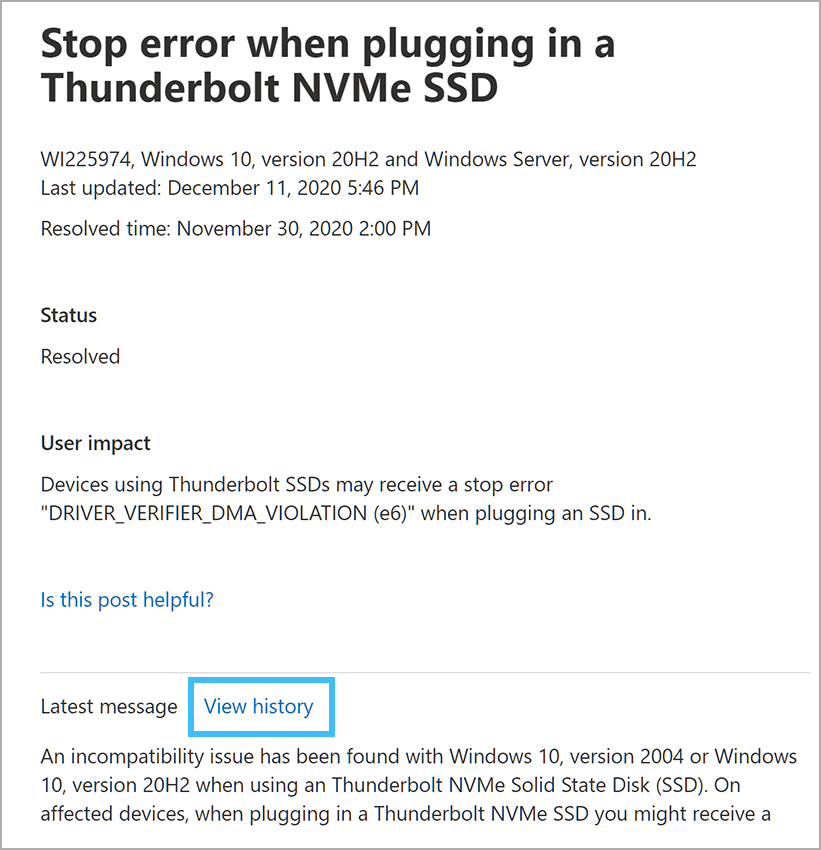 Stop error when plugging in a
Thunderbolt NVMe SSD
WI225974, Windows 10, version 20H2 and Windows Server, version 20H2
Last updated: December 11, 2020 5:46 PM
Resolved time: November 30, 2020 2:00 PM
Status
Resolved
User impact
Devices using Thunderbolt SSDs may receive a stop error
"DRIVER_VERIFIER_DMA_VIOLATION (e6)" when plugging an SSD in.
Is this post helpful?
Latest message View history
An incompatibility issue has been found with Windows 10, version 2004 or Windows
10, version 20H2 when using an Thunderbolt NVMe Solid State Disk (SSD). On
affected devices, when plugging in a Thunderbolt NVMe SSD you might receive a